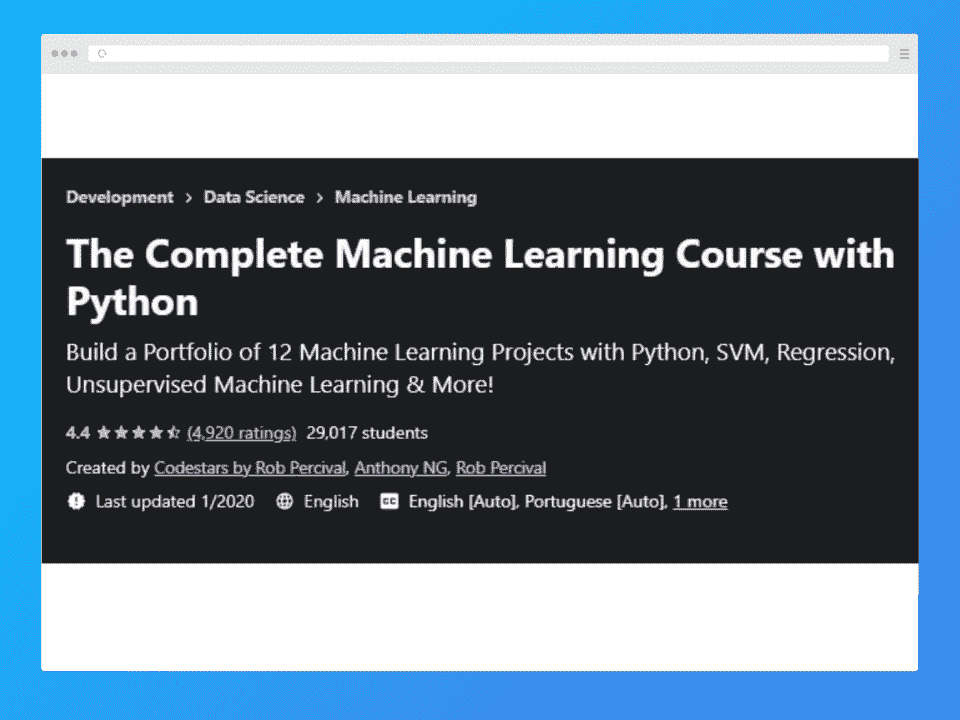 Development > Data Science > Machine Learning
The Complete Machine Learning Course with
Python
Build a Portfolio of 12 Machine Learning Projects with Python, SVM, Regression,
Unsupervised Machine Learning & More!
4.4 (4,920 ratings) 29,017 students
Created by Codestars by Rob Percival, Anthony NG, Rob Percival
Last updated 1/2020 English CC English [Auto], Portuguese [Auto], 1 more